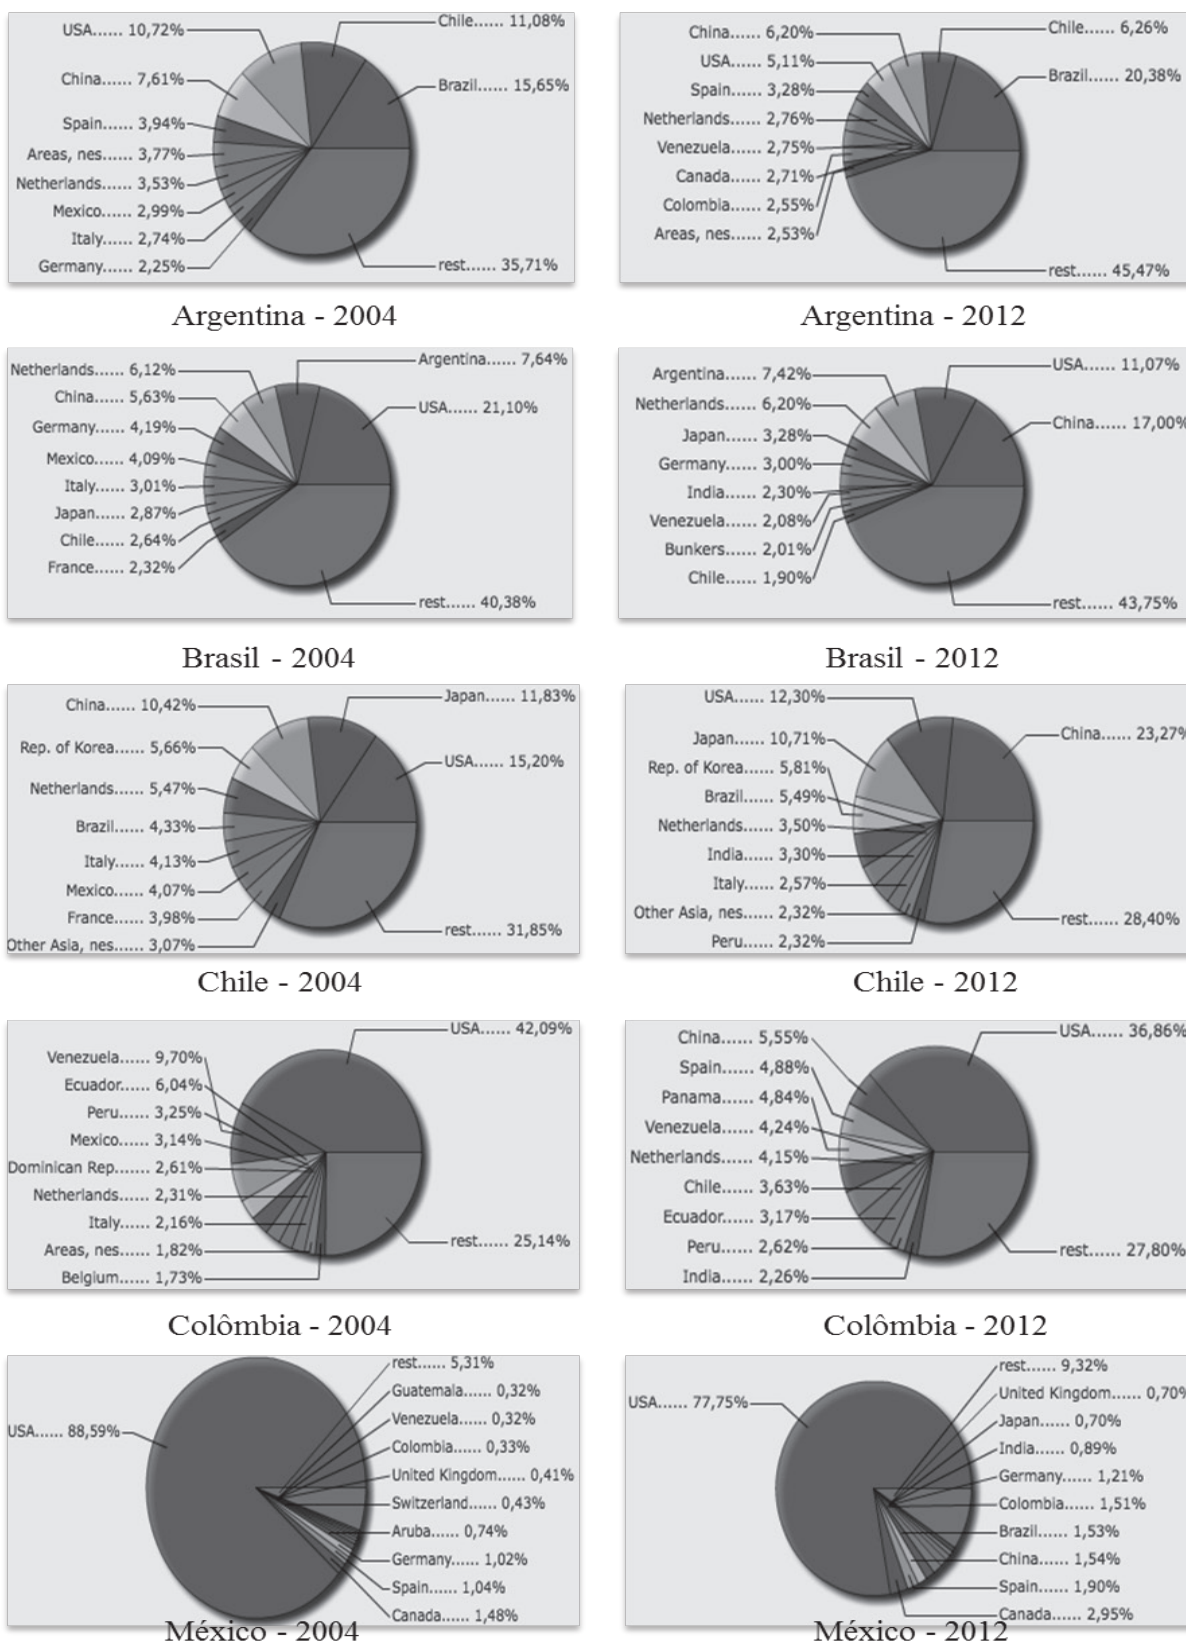 USA...... 10,72%
China...... 7,61%
Spain...... 3,94%
Areas, nes...... 3,77%
Netherlands...... 3,53%
Mexico...... 2,99%
Italy...... 2,74%
Germany...... 2,25%
Chile...... 11,08%
Brazil...... 15,65%
rest...... 35,71%
Argentina - 2004
China...... 6,20%
USA...... 5,11%
Spain...... 3,28%
Netherlands...... 2,76%
Venezuela...... 2,75%
Canada...... 2,71%
Colombia...... 2,55%
Areas, nes...... 2,53%
Chile...... 6,26%
Brazil...... 20,38%
rest...... 45,47%
Argentina - 2012
Netherlands...... 6,12%
China...... 5,63%
Germany...... 4,19%
Mexico...... 4,09%
Italy...... 3,01%
Japan...... 2,87%
Chile...... 2,64%
France...... 2,32%
Argentina...... 7,64%
USA...... 21,10%
rest...... 40,38%
Brasil - 2004
Argentina...... 7,42%
Netherlands...... 6,20%
Japan...... 3,28%
Germany...... 3,00%
India...... 2,30%
Venezuela...... 2,08%
Bunkers...... 2,01%
Chile...... 1,90%
USA...... 11,07%
China...... 17,00%
rest...... 43,75%
Brasil - 2012
China...... 10,42%
Rep. of Korea...... 5,66%
Netherlands...... 5,47%
Brazil...... 4,33%
Italy...... 4,13%
Mexico...... 4,07%
France...... 3,98%
Other Asia, nes...... 3,07%
Japan...... 11,83%
USA...... 15,20%
rest...... 31,85%
Chile - 2004
USA...... 12,30%
Japan...... 10,71%
Rep. of Korea...... 5,81%
Brazil...... 5,49%
Netherlands...... 3,50%
India...... 3,30%
Italy...... 2,57%
Other Asia, nes...... 2,32%
Peru...... 2,32%
China...... 23,27%
rest...... 28,40%
Chile - 2012
Venezuela...... 9,70%
Ecuador...... 6,04%
Peru...... 3,25%
Mexico...... 3,14%
Dominican Rep....... 2,61%
Netherlands...... 2,31%
Italy...... 2,16%
Areas, nes...... 1,82%
Belgium...... 1,73%
USA...... 42,09%
rest...... 25,14%
Colômbia - 2004
China...... 5,55%
Spain...... 4,88%
Panama...... 4,84%
Venezuela...... 4,24%
Netherlands...... 4,15%
Chile...... 3,63%
Ecuador...... 3,17%
Peru...... 2,62%
India...... 2,26%
USA...... 36,86%
rest...... 27,80%
Colômbia - 2012
USA...... 88,59%
rest...... 5,31%
Guatemala...... 0,32%
Venezuela...... 0,32%
Colombia...... 0,33%
United Kingdom...... 0,41%
Switzerland...... 0,43%
Aruba...... 0,74%
Germany...... 1,02%
Spain...... 1,04%
Canada...... 1,48%
México - 2004
USA...... 77,75%
rest...... 9,32%
United Kingdom...... 0,70%
Japan...... 0,70%
India...... 0,89%
Germany...... 1,21%
Colombia...... 1,51%
Brazil...... 1,53%
China...... 1,54%
Spain...... 1,90%
Canada...... 2,95%
México - 2012